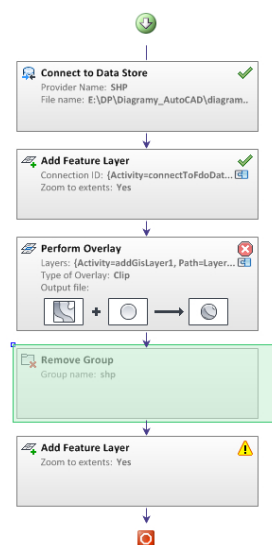 Connect to Data Store
Provider Name: SHP
File name: E:\DP\Diagramy_AutoCAD\diagram..
Add Feature Layer
Connection ID: {Activity=connectToFdoDat...
Zoom to extents: Yes
Perform Overlay
Layers: {Activity=addGisLayer1, Path=Layer...
Type of Overlay: Clip
Output file:
+
Remove Group
Group name: shp
Add Feature Layer
Zoom to extents: Yes